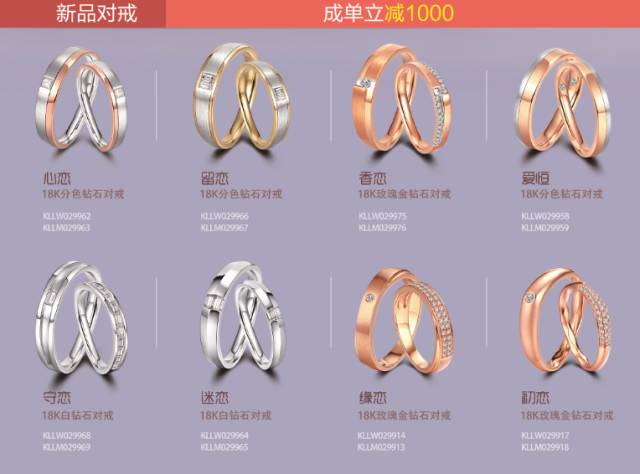 新品对戒
成单立减1000
心恋
18K分色钻石对戒
KLLW029962
KLLM029963
留恋
18K分色钻石对戒
KLLW029966
KLLM029967
香恋
18K玫瑰金钻石对戒
KLLW029975
KLLM029976
爱恒
18K分色钻石对戒
KLLW029958
KLLM029959
守恋
18K白钻石对戒
KLLW029968
KLLM029969
迷恋
18K白钻石对戒
KLLW029964
KLLM029965
缘恋
18K玫瑰金钻石对戒
KLLW029914
KLLM029913
初恋
18K玫瑰金钻石对戒
KLLW029917
KLLM029918